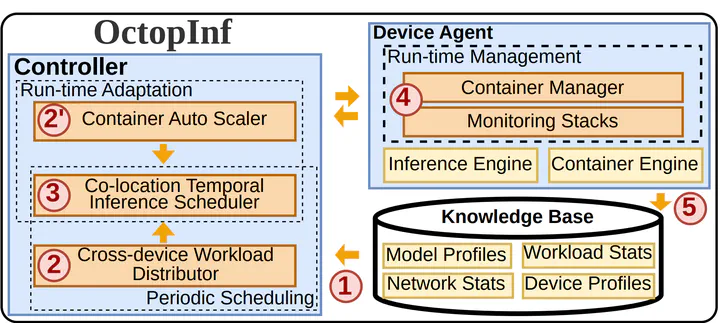 OctopInf
Controller
Run-time Adaptation
2'
Container Auto Scaler
3
Co-location Temporal
Inference Scheduler
2
Cross-device Workload
Distributor
Periodic Scheduling
Device Agent
Run-time Management
4
Container Manager
Monitoring Stacks
Inference Engine
Container Engine
5
Knowledge Base
Model Profiles
Workload Stats
Network Stats
Device Profiles
1